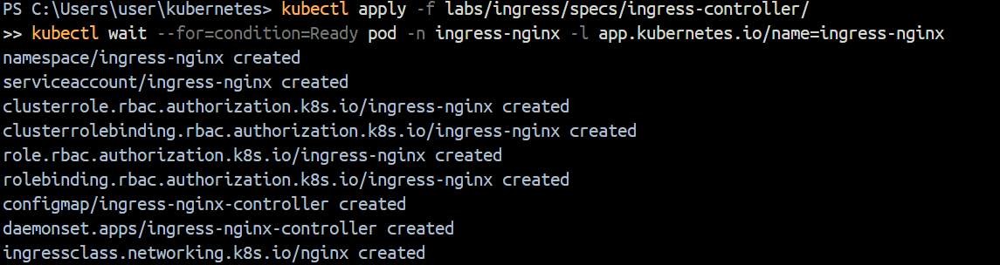 PS C:\Users\user\kubernetes> kubectl apply -f labs/ingress/specs/ingress-controller/
>> kubectl wait --for=condition=Ready pod -n ingress-nginx -l app.kubernetes.io/name=ingress-nginx
namespace/ingress-nginx created
serviceaccount/ingress-nginx created
clusterrole.rbac.authorization.k8s.io/ingress-nginx created
clusterrolebinding.rbac.authorization.k8s.io/ingress-nginx created
role.rbac.authorization.k8s.io/ingress-nginx created
rolebinding.rbac.authorization.k8s.io/ingress-nginx created
configmap/ingress-nginx-controller created
daemonset.apps/ingress-nginx-controller created
ingressclass.networking.k8s.io/nginx created